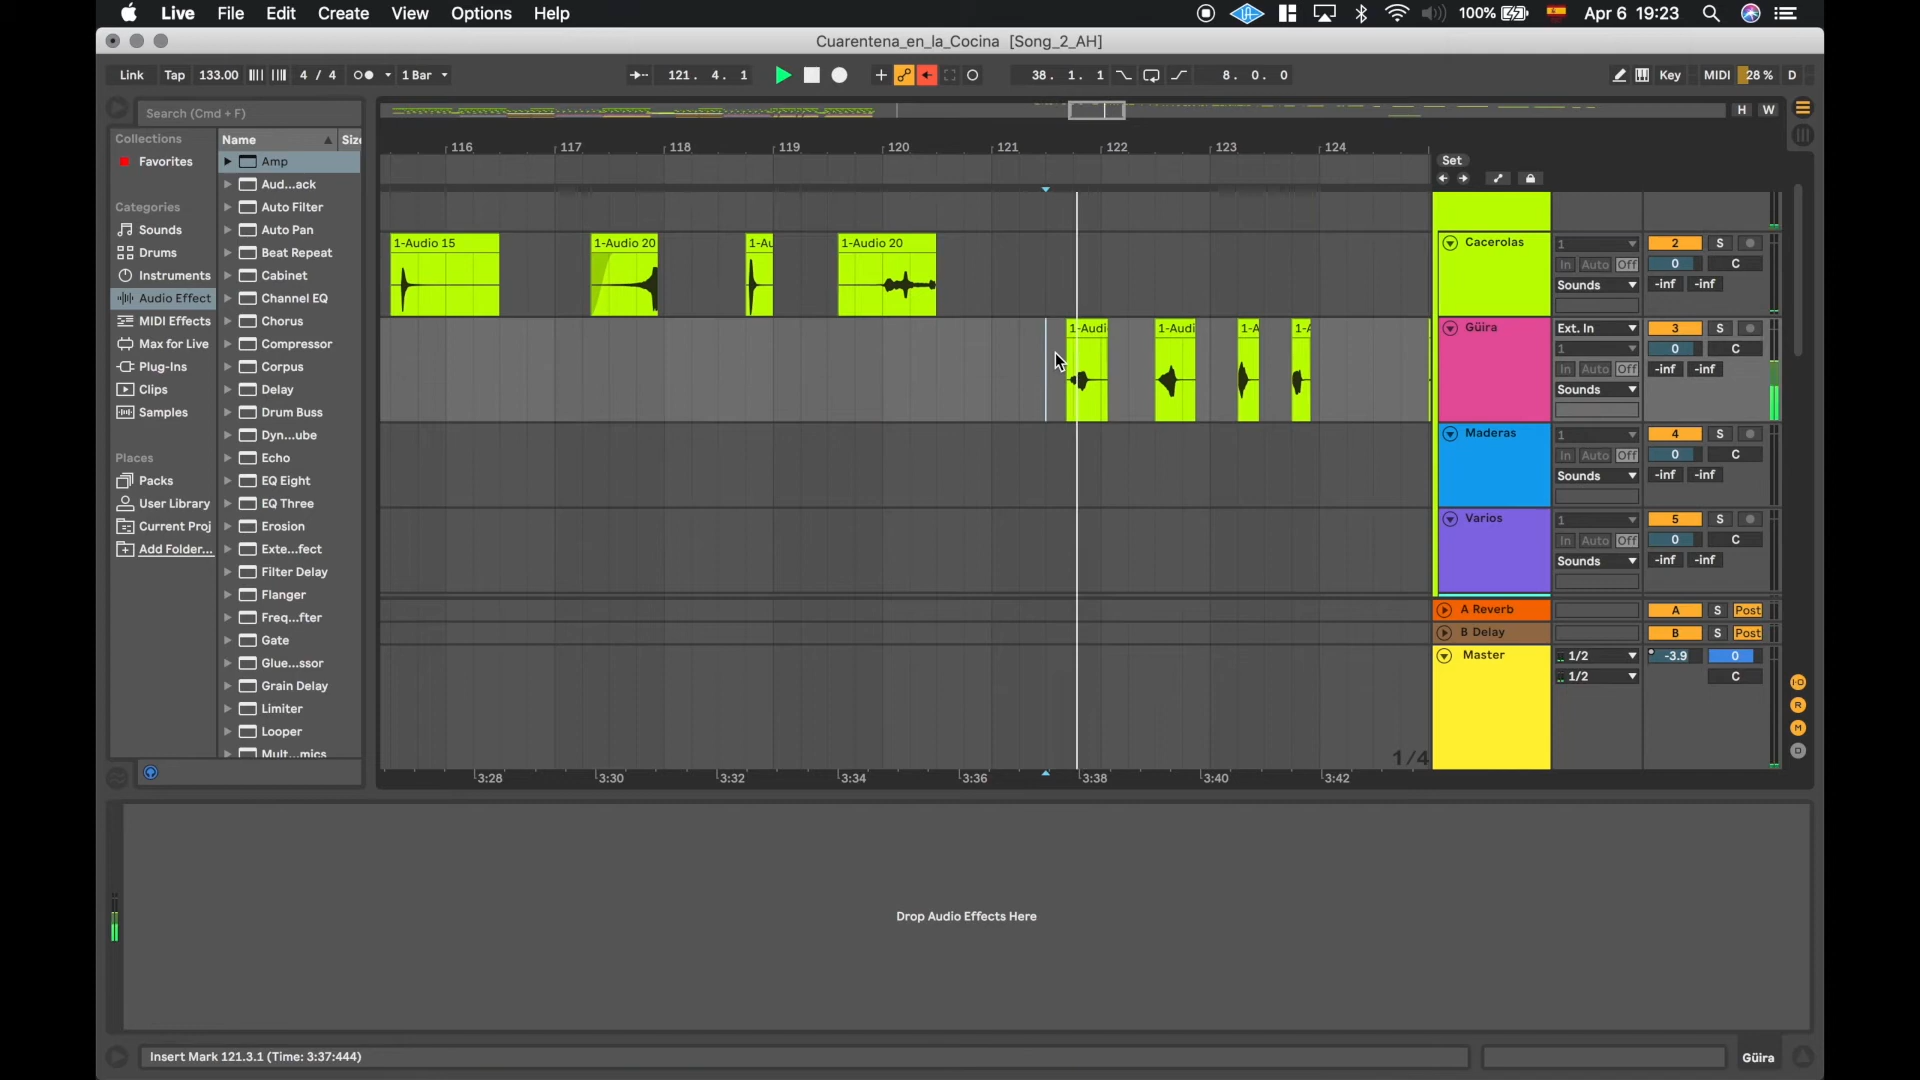 Live File Edit Create View Options Help 100% Apr 6 19:23
Cuarentena_en_la_Cocina [Song_2_AH]
Link Tap 133.00 4 / 4 1 Bar 121. 4. 1 38. 1. 1 8. 0. 0 Key MIDI 28 % D
Search (Cmd + F) H W
Collections
Favorites
Categories
Sounds
Drums
Instruments
Audio Effect
MIDI Effects
Max for Live
Plug-Ins
Clips
Samples
Places
Packs
User Library
Current Proj
Add Folder...
Name Size
Amp
Aud...ack
Auto Filter
Auto Pan
Beat Repeat
Cabinet
Channel EQ
Chorus
Compressor
Corpus
Delay
Drum Buss
Dyn...ube
Echo
EQ Eight
EQ Three
Erosion
Exte...fect
Filter Delay
Flanger
Freq...fter
Gate
Glue...ssor
Grain Delay
Limiter
Looper
Mult...mics
116 117 118 119 120 121 122 123 124
Set
1-Audio 15 1-Audio 20 1-Au 1-Audio 20
1-Audi 1-Audi 1-A 1-A
Cacerolas 1 2 S
In Auto Off 0 C
Sounds -inf -inf
Güira Ext. In 3 S
1 0 C
In Auto Off -inf -inf
Sounds
Maderas 1 4 S
In Auto Off 0 C
Sounds -inf -inf
Varios 1 5 S
In Auto Off 0 C
Sounds -inf -inf
A Reverb A S Post
B Delay B S Post
Master 1/2 -3.9 0
1/2 C
I·O
R
M
D
1/4
3:28 3:30 3:32 3:34 3:36 3:38 3:40 3:42
Drop Audio Effects Here
Insert Mark 121.3.1 (Time: 3:37:444) Güira